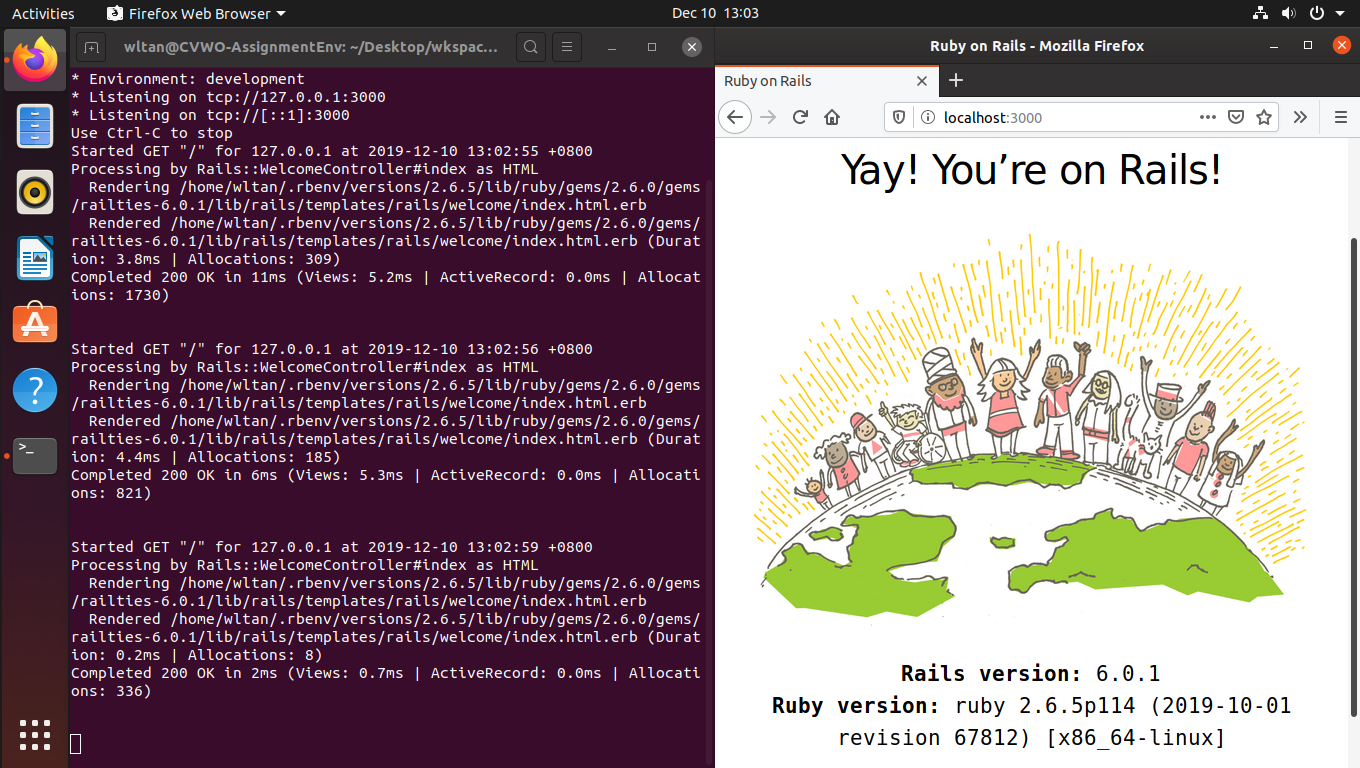 Activities
Firefox Web Browser
Dec 10 13:03
wltan@CVWO-AssignmentEnv: ~/Desktop/wkspac...
* Environment: development
* Listening on tcp://127.0.0.1:3000
* Listening on tcp://[::1]:3000
Use Ctrl-C to stop
Started GET "/" for 127.0.0.1 at 2019-12-10 13:02:55 +0800
Processing by Rails::WelcomeController#index as HTML
  Rendering /home/wltan/.rbenv/versions/2.6.5/lib/ruby/gems/2.6.0/gems
/railties-6.0.1/lib/rails/templates/rails/welcome/index.html.erb
  Rendered /home/wltan/.rbenv/versions/2.6.5/lib/ruby/gems/2.6.0/gems/
railties-6.0.1/lib/rails/templates/rails/welcome/index.html.erb (Durat
ion: 3.8ms | Allocations: 309)
Completed 200 OK in 11ms (Views: 5.2ms | ActiveRecord: 0.0ms | Allocat
ions: 1730)
Started GET "/" for 127.0.0.1 at 2019-12-10 13:02:56 +0800
Processing by Rails::WelcomeController#index as HTML
  Rendering /home/wltan/.rbenv/versions/2.6.5/lib/ruby/gems/2.6.0/gems
/railties-6.0.1/lib/rails/templates/rails/welcome/index.html.erb
  Rendered /home/wltan/.rbenv/versions/2.6.5/lib/ruby/gems/2.6.0/gems/
railties-6.0.1/lib/rails/templates/rails/welcome/index.html.erb (Durat
ion: 4.4ms | Allocations: 185)
Completed 200 OK in 6ms (Views: 5.3ms | ActiveRecord: 0.0ms | Allocati
ons: 821)
Started GET "/" for 127.0.0.1 at 2019-12-10 13:02:59 +0800
Processing by Rails::WelcomeController#index as HTML
  Rendering /home/wltan/.rbenv/versions/2.6.5/lib/ruby/gems/2.6.0/gems
/railties-6.0.1/lib/rails/templates/rails/welcome/index.html.erb
  Rendered /home/wltan/.rbenv/versions/2.6.5/lib/ruby/gems/2.6.0/gems/
railties-6.0.1/lib/rails/templates/rails/welcome/index.html.erb (Durat
ion: 0.2ms | Allocations: 8)
Completed 200 OK in 2ms (Views: 0.7ms | ActiveRecord: 0.0ms | Allocati
ons: 336)
Ruby on Rails - Mozilla Firefox
Ruby on Rails
localhost:3000
Yay! You’re on Rails!
Rails version: 6.0.1
Ruby version: ruby 2.6.5p114 (2019-10-01
revision 67812) [x86_64-linux]